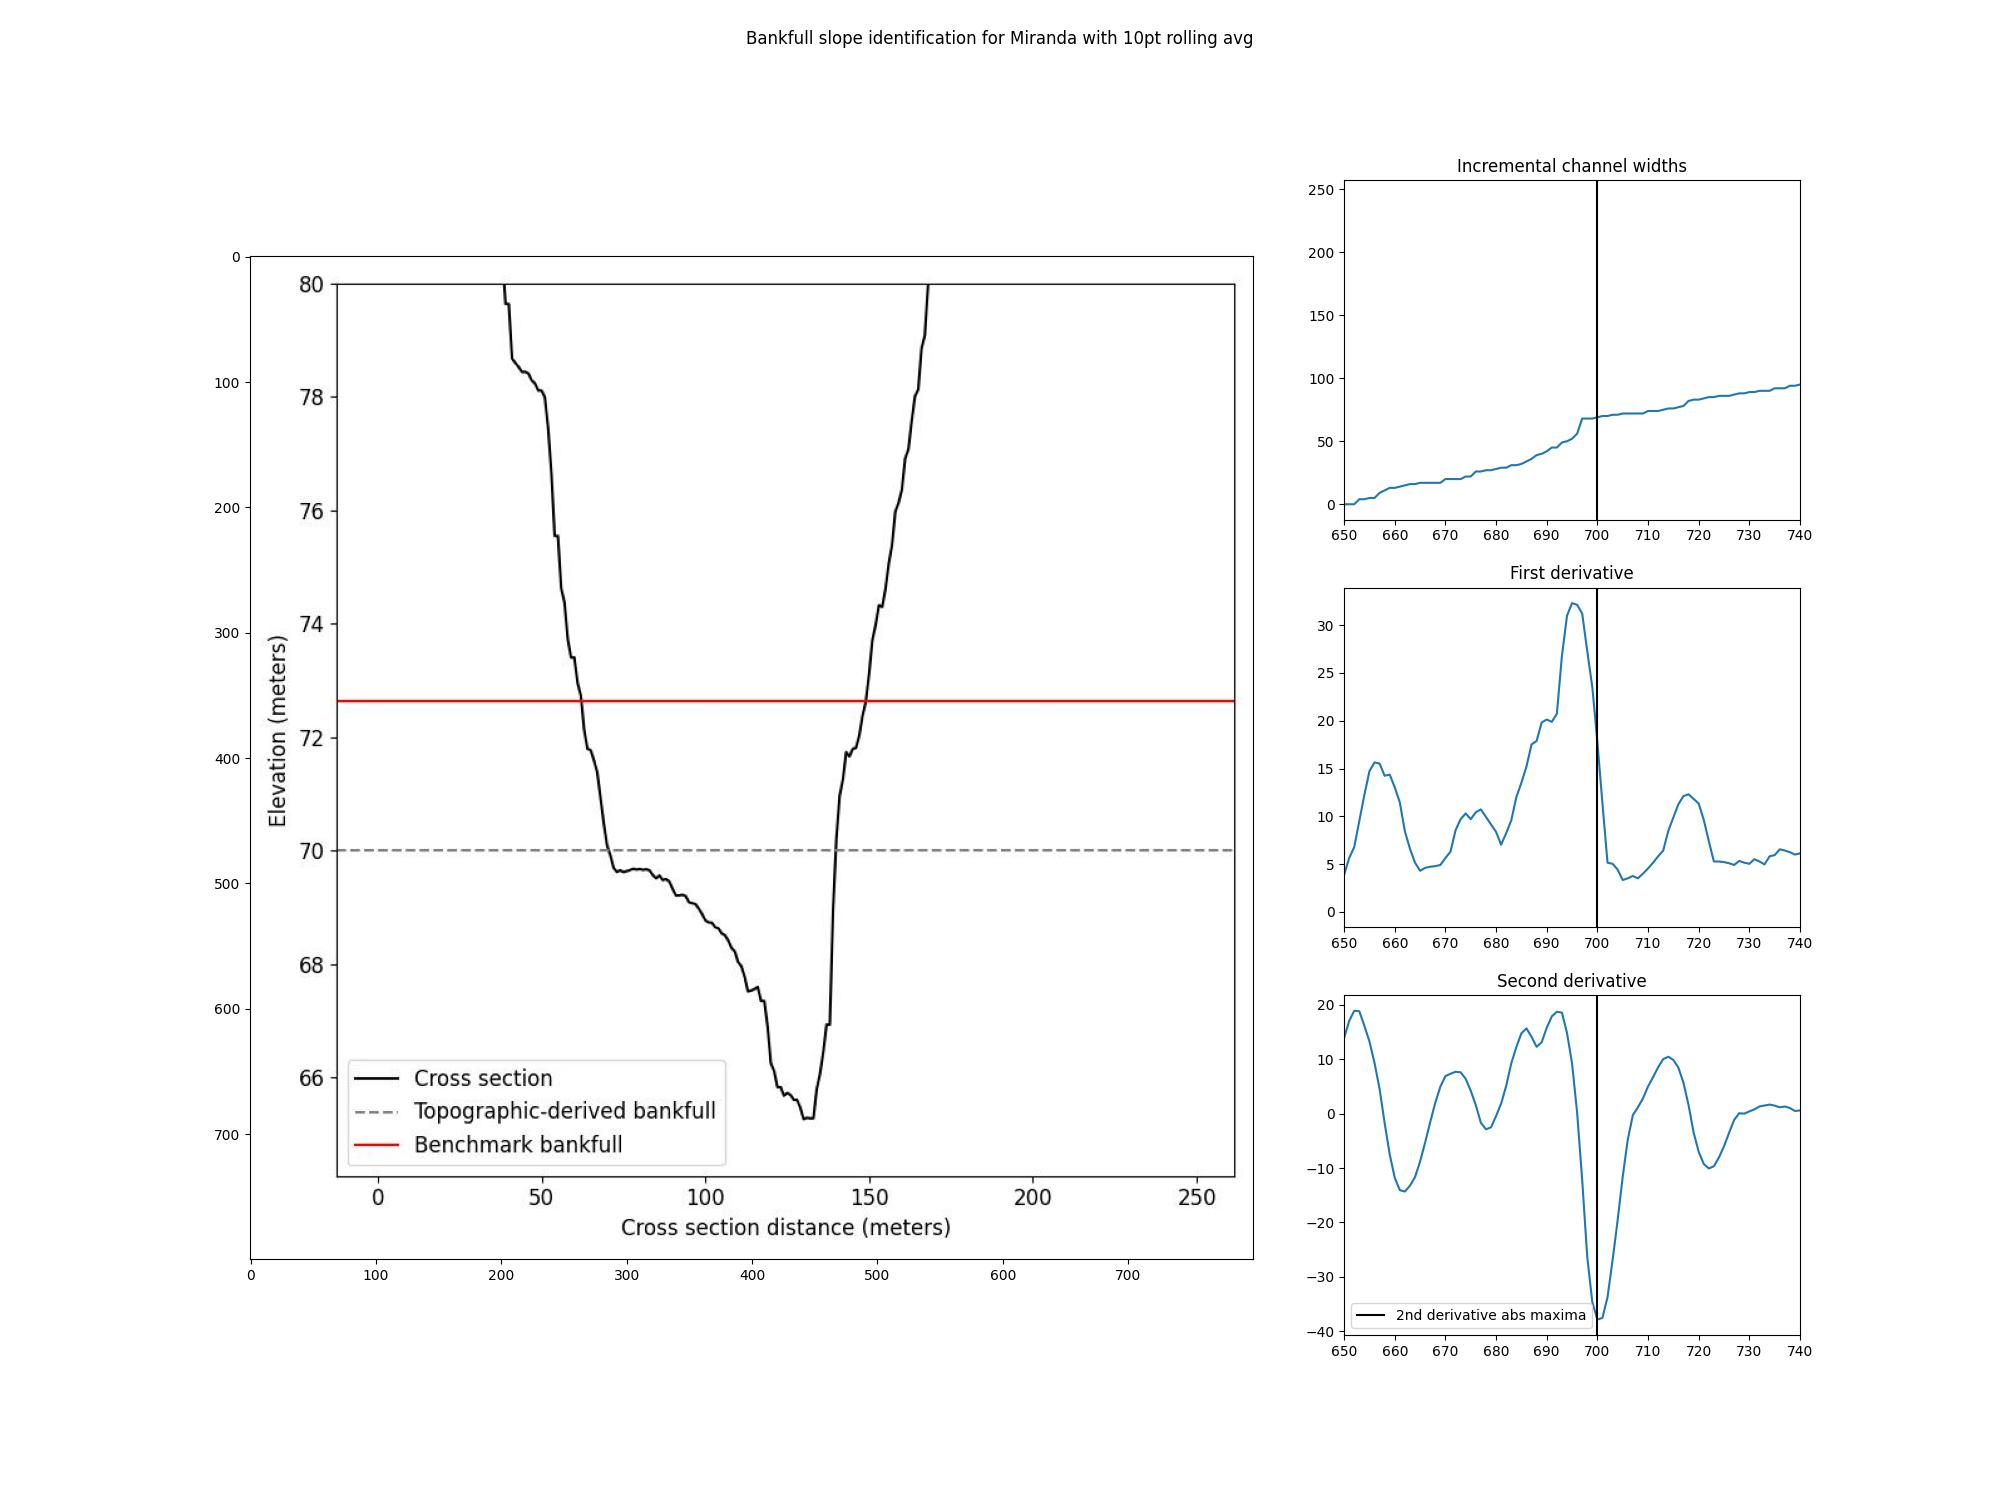 Bankfull slope identification for Miranda with 10pt rolling avg
0
100
200
300
400
500
600
700
80
78
76
74
72
70
68
66
Elevation (meters)
Cross section
Topographic-derived bankfull
Benchmark bankfull
0 50 100 150 200 250
Cross section distance (meters)
0 100 200 300 400 500 600 700
Incremental channel widths
250
200
150
100
50
0
650 660 670 680 690 700 710 720 730 740
First derivative
30
25
20
15
10
5
0
650 660 670 680 690 700 710 720 730 740
Second derivative
20
10
0
−10
−20
−30
−40
2nd derivative abs maxima
650 660 670 680 690 700 710 720 730 740